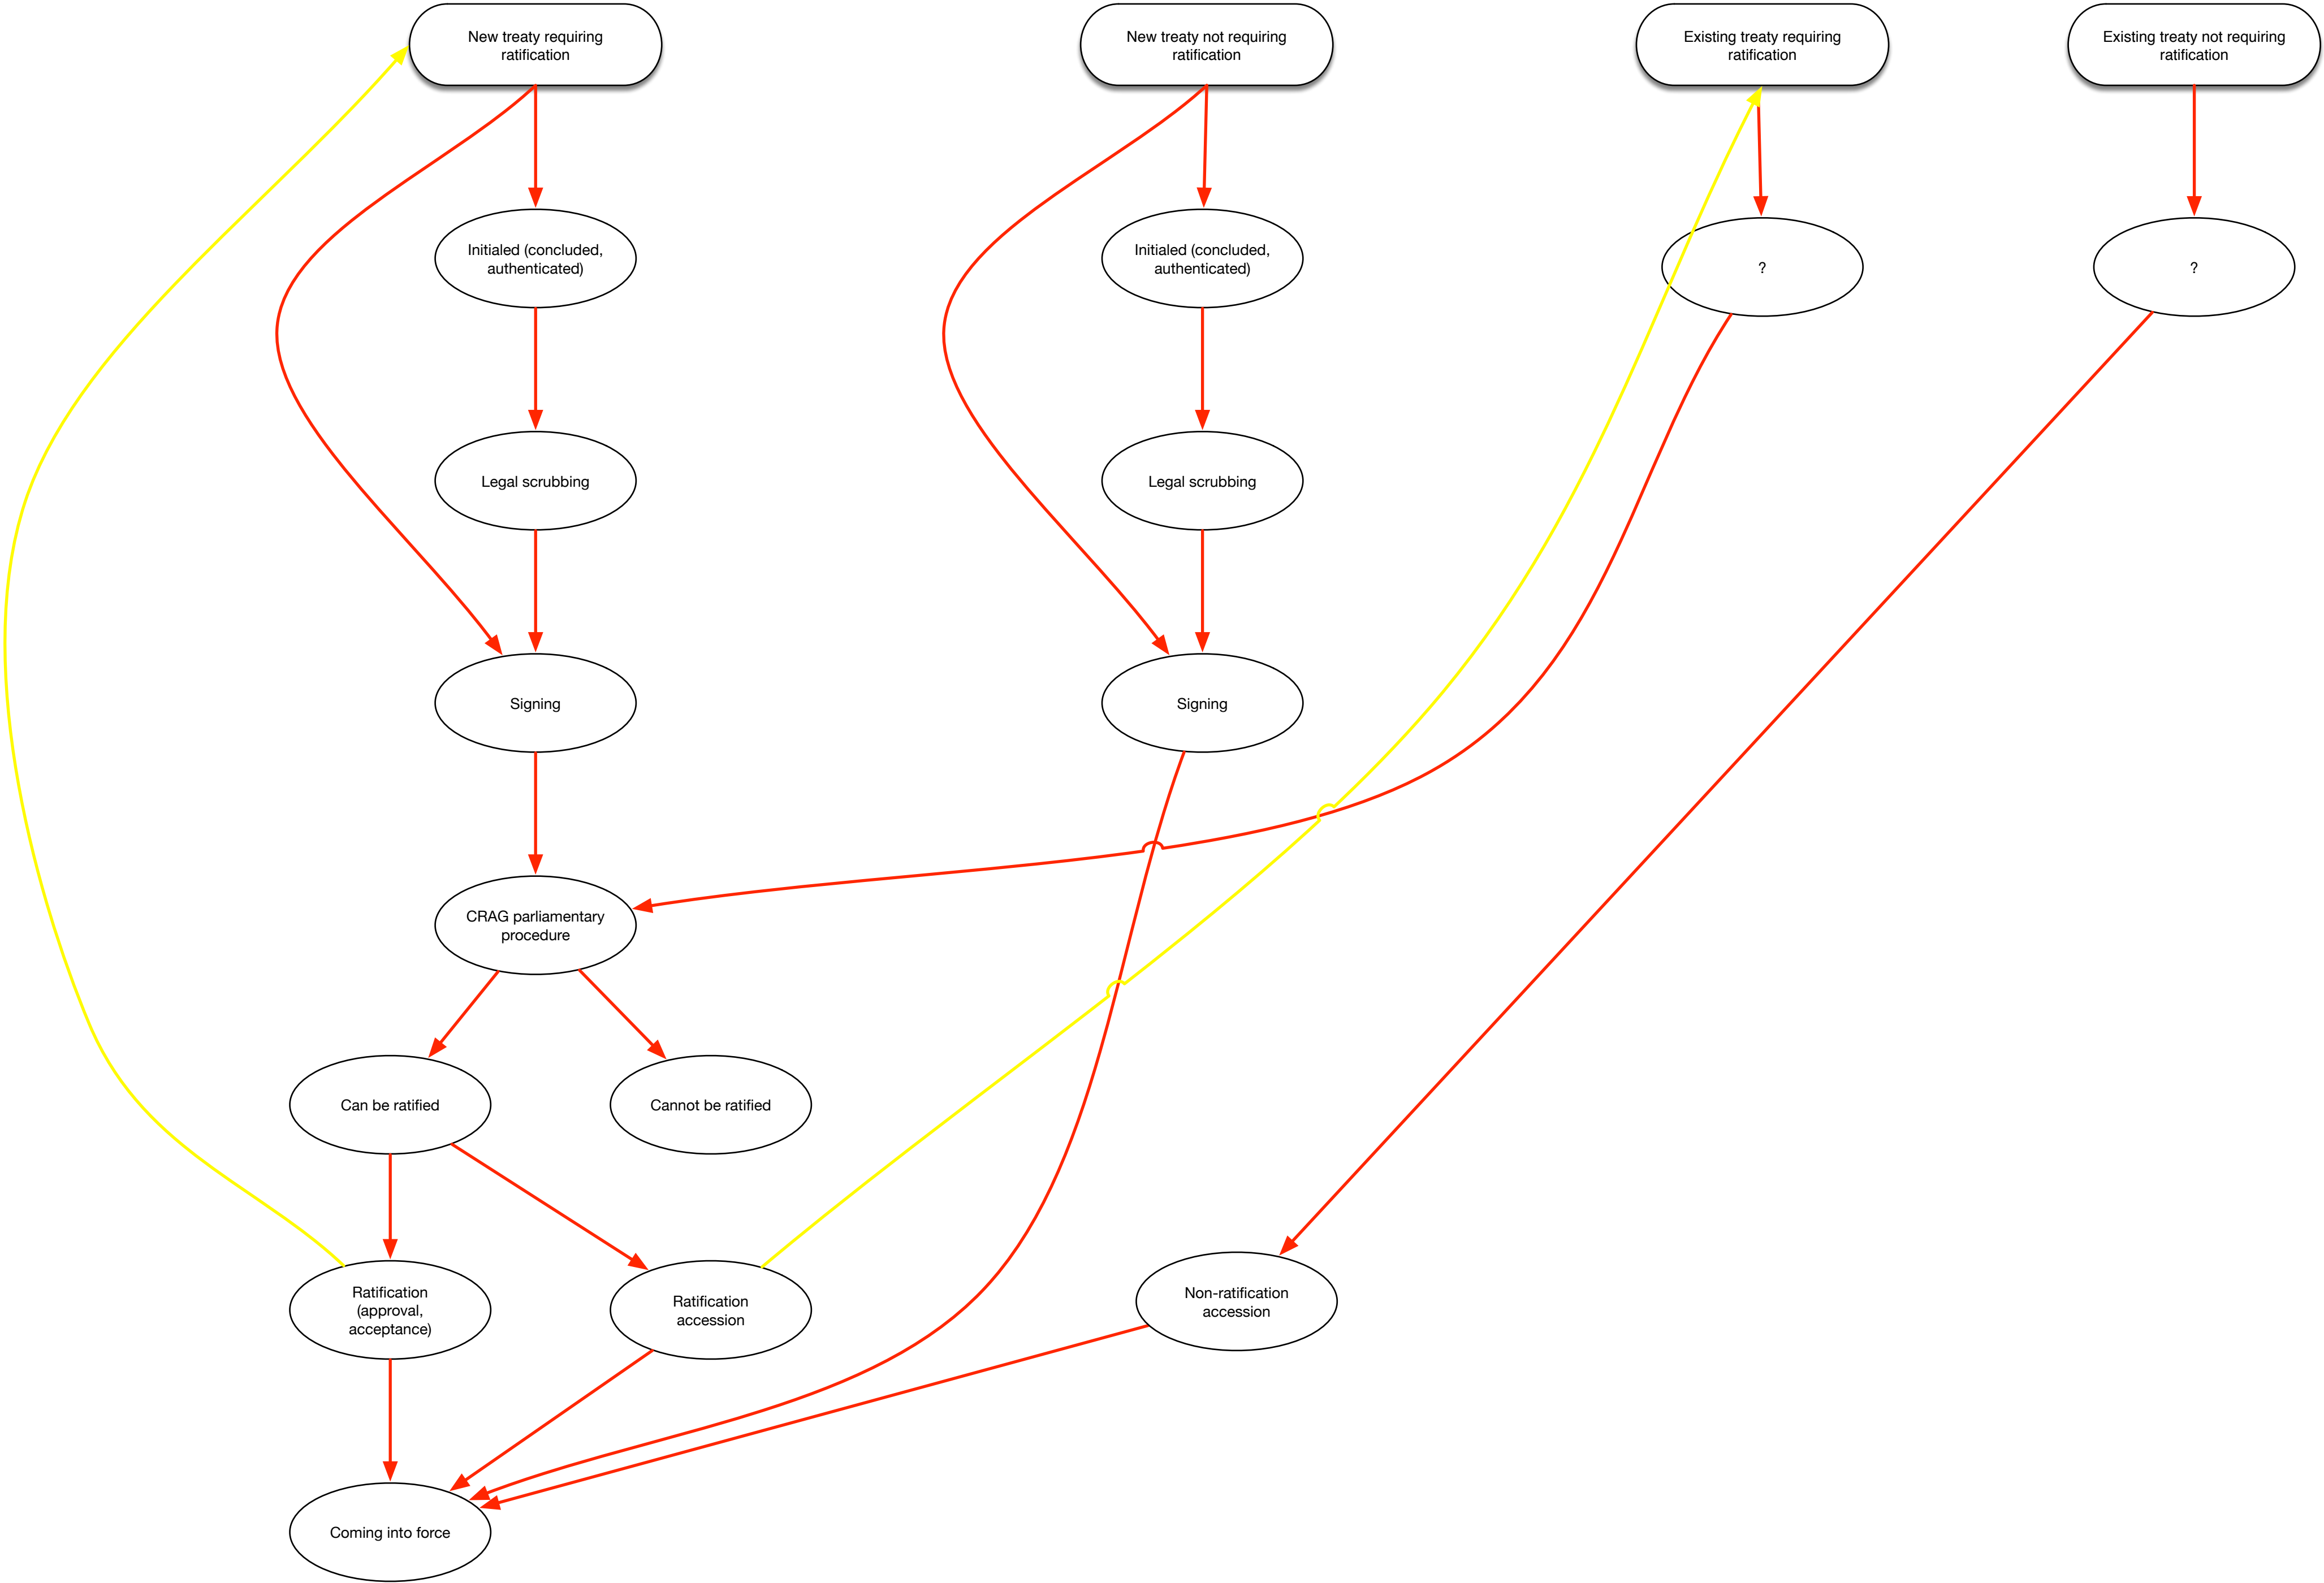 New treaty requiring
ratification
New treaty not requiring
ratification
Existing treaty requiring
ratification
Existing treaty not requiring
ratification
Initialed (concluded,
authenticated)
Initialed (concluded,
authenticated)
?
?
Legal scrubbing
Legal scrubbing
Signing
Signing
CRAG parliamentary
procedure
Can be ratified
Cannot be ratified
Ratification
(approval,
acceptance)
Ratification
accession
Non-ratification
accession
Coming into force